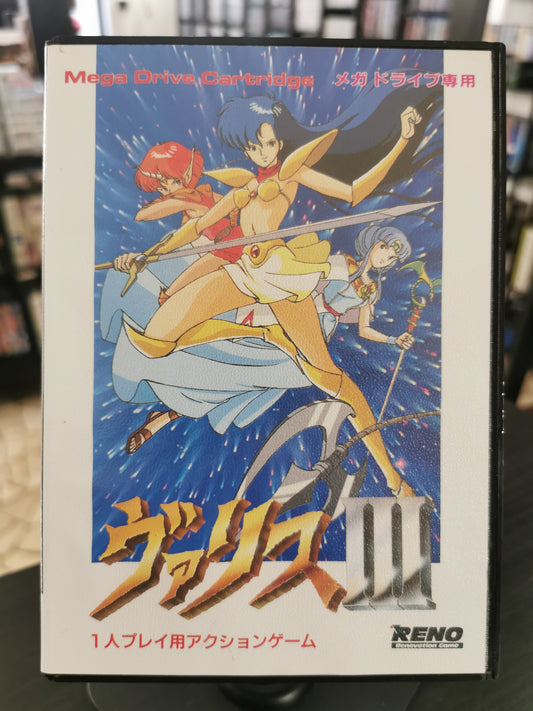 Mega Drive Cartridge メガドライブ専用
ヴァリスIII
1人プレイ用アクションゲーム
RENO
Renovation Game